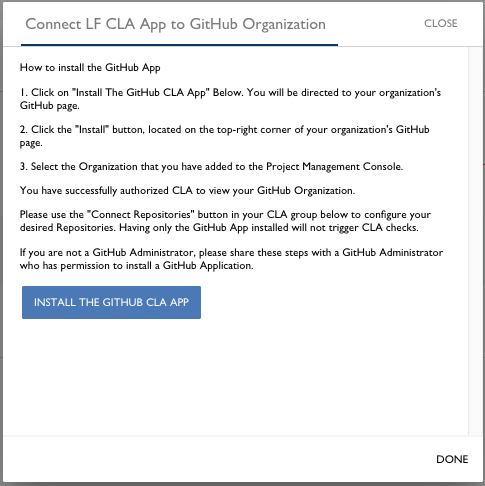 Connect LF CLA App to GitHub Organization
CLOSE
How to install the GitHub App
1. Click on "Install The GitHub CLA App" Below. You will be directed to your organization's
GitHub page.
2. Click the "Install" button, located on the top-right corner of your organization's GitHub
page.
3. Select the Organization that you have added to the Project Management Console.
You have successfully authorized CLA to view your GitHub Organization.
Please use the "Connect Repositories" button in your CLA group below to configure your
desired Repositories. Having only the GitHub App installed will not trigger CLA checks.
If you are not a GitHub Administrator, please share these steps with a GitHub Administrator
who has permission to install a GitHub Application.
INSTALL THE GITHUB CLA APP
DONE